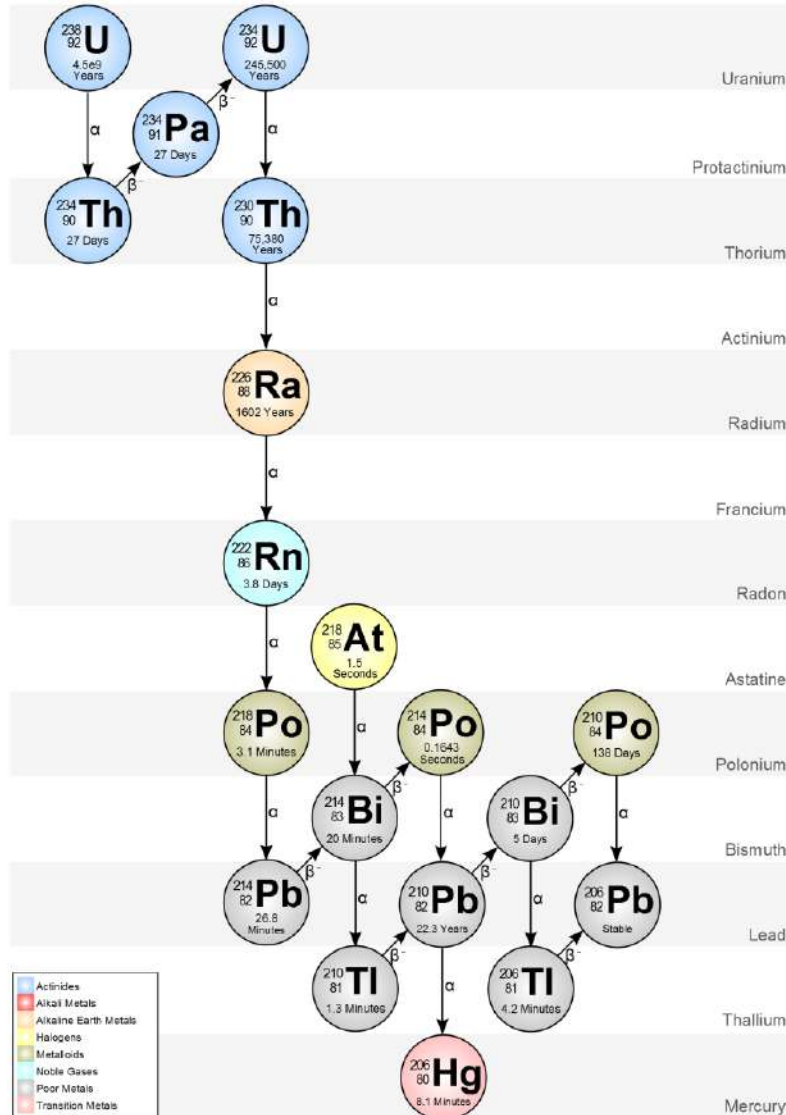 238
92 U
4.5e9
Years
234
92 U
245,500
Years
Uranium
α
β⁻
α
234
91 Pa
27 Days
Protactinium
β⁻
234
90 Th
27 Days
230
90 Th
75,380
Years
Thorium
α
Actinium
226
88 Ra
1602 Years
Radium
α
Francium
222
86 Rn
3.8 Days
Radon
α
218
85 At
1.5
Seconds
Astatine
α
218
84 Po
3.1 Minutes
214
84 Po
0.1643
Seconds
210
84 Po
138 Days
Polonium
α
β⁻
α
β⁻
α
214
83 Bi
20 Minutes
210
83 Bi
5 Days
Bismuth
β⁻
β⁻
214
82 Pb
26.8
Minutes
α
210
82 Pb
22.3 Years
α
206
82 Pb
Stable
Lead
β⁻
β⁻
210
81 Tl
1.3 Minutes
α
206
81 Tl
4.2 Minutes
Thallium
206
80 Hg
8.1 Minutes
Mercury
Actinides
Alkali Metals
Alkaline Earth Metals
Halogens
Metalloids
Noble Gases
Poor Metals
Transition Metals